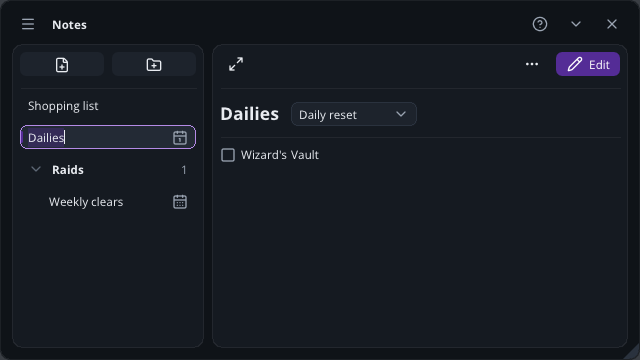 Notes
Shopping list
Dailies
Raids 1
Weekly clears
Edit
Dailies Daily reset
Wizard's Vault